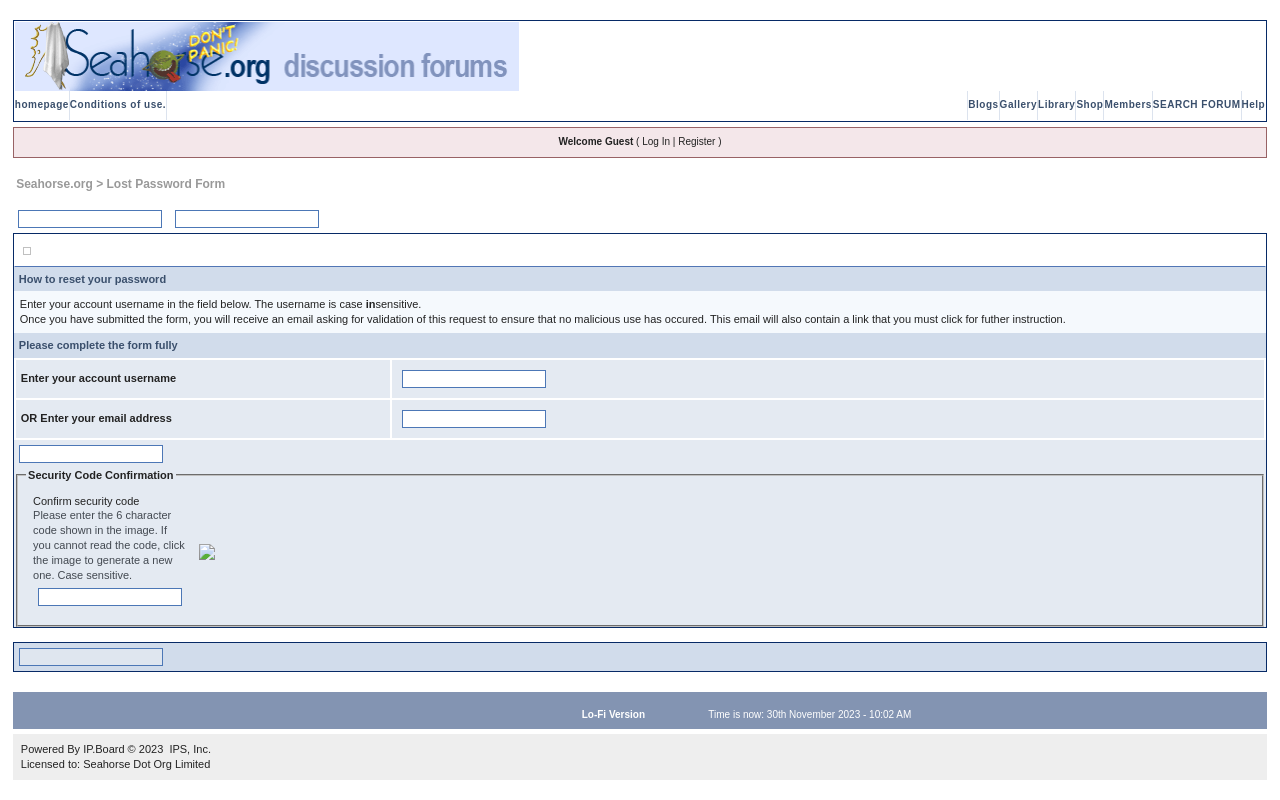 Seahorse.org discussion forums
DON'T PANIC!
homepage Conditions of use. Blogs Gallery Library Shop Members SEARCH FORUM Help
Welcome Guest ( Log In | Register )
Seahorse.org > Lost Password Form
How to reset your password
Enter your account username in the field below. The username is case insensitive.
Once you have submitted the form, you will receive an email asking for validation of this request to ensure that no malicious use has occured. This email will also contain a link that you must click for futher instruction.
Please complete the form fully
Enter your account username
OR Enter your email address
Security Code Confirmation
Confirm security code
Please enter the 6 character
code shown in the image. If
you cannot read the code, click
the image to generate a new
one. Case sensitive.
Lo-Fi Version Time is now: 30th November 2023 - 10:02 AM
Powered By IP.Board © 2023 IPS, Inc.
Licensed to: Seahorse Dot Org Limited